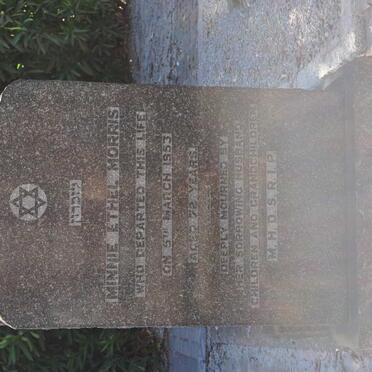 MINNIE ETHEL MORRIS
WHO DEPARTED THIS LIFE
ON 5TH MARCH 1953
AGED 72 YEARS.
DEEPLY MOURNED BY
HER SORROWING HUSBAND
CHILDREN AND GRANDCHILDREN
M.H.D.S.R.I.P.